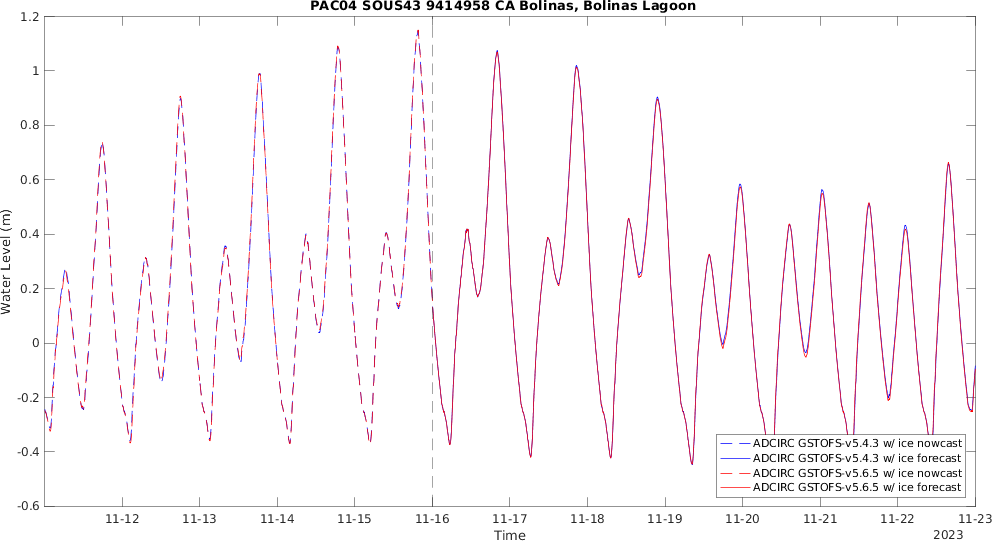 PAC04 SOUS43 9414958 CA Bolinas, Bolinas Lagoon
1.2
1
0.8
0.6
0.4
0.2
0
-0.2
-0.4
-0.6
Water Level (m)
11-12 11-13 11-14 11-15 11-16 11-17 11-18 11-19 11-20 11-21 11-22 11-23
Time
2023
ADCIRC GSTOFS-v5.4.3 w/ ice nowcast
ADCIRC GSTOFS-v5.4.3 w/ ice forecast
ADCIRC GSTOFS-v5.6.5 w/ ice nowcast
ADCIRC GSTOFS-v5.6.5 w/ ice forecast